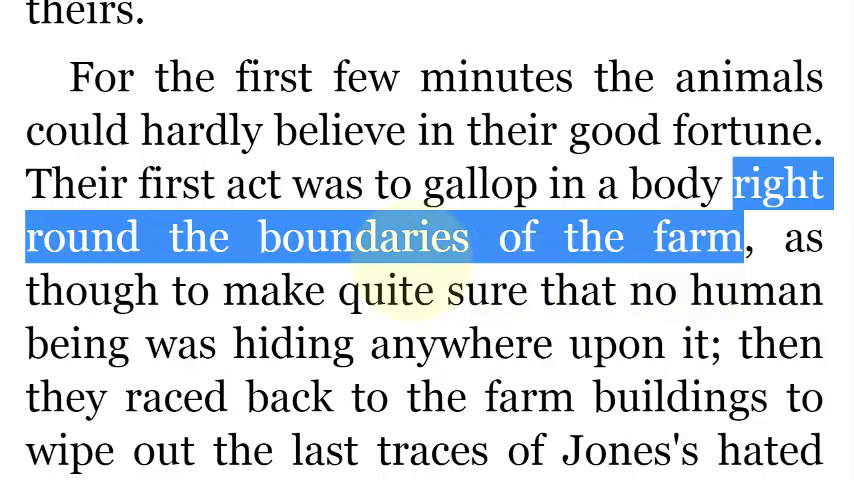 theirs.
For the first few minutes the animals
could hardly believe in their good fortune.
Their first act was to gallop in a body right
round the boundaries of the farm, as
though to make quite sure that no human
being was hiding anywhere upon it; then
they raced back to the farm buildings to
wipe out the last traces of Jones's hated